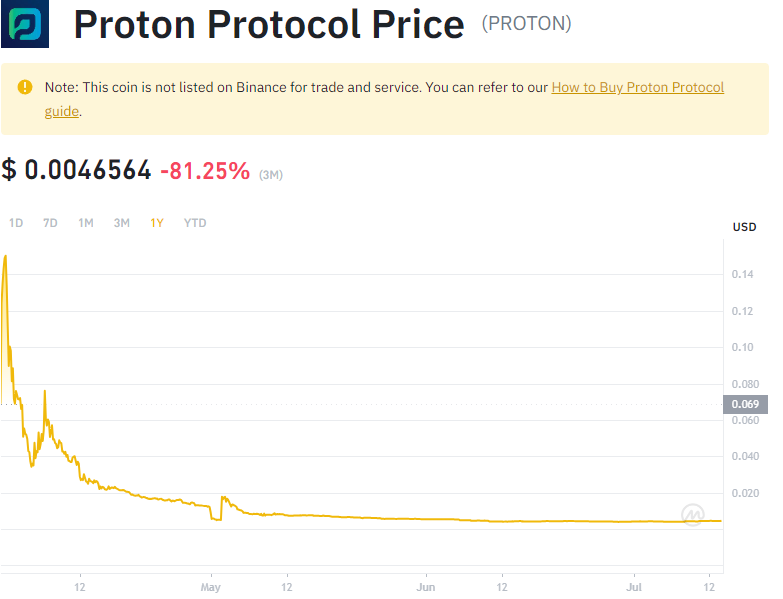 Proton Protocol Price (PROTON)
Note: This coin is not listed on Binance for trade and service. You can refer to our How to Buy Proton Protocol
guide.
$ 0.0046564 -81.25% (3M)
1D 7D 1M 3M 1Y YTD
USD
0.14
0.12
0.10
0.080
0.069
0.060
0.040
0.020
12 May 12 Jun 12 Jul 12